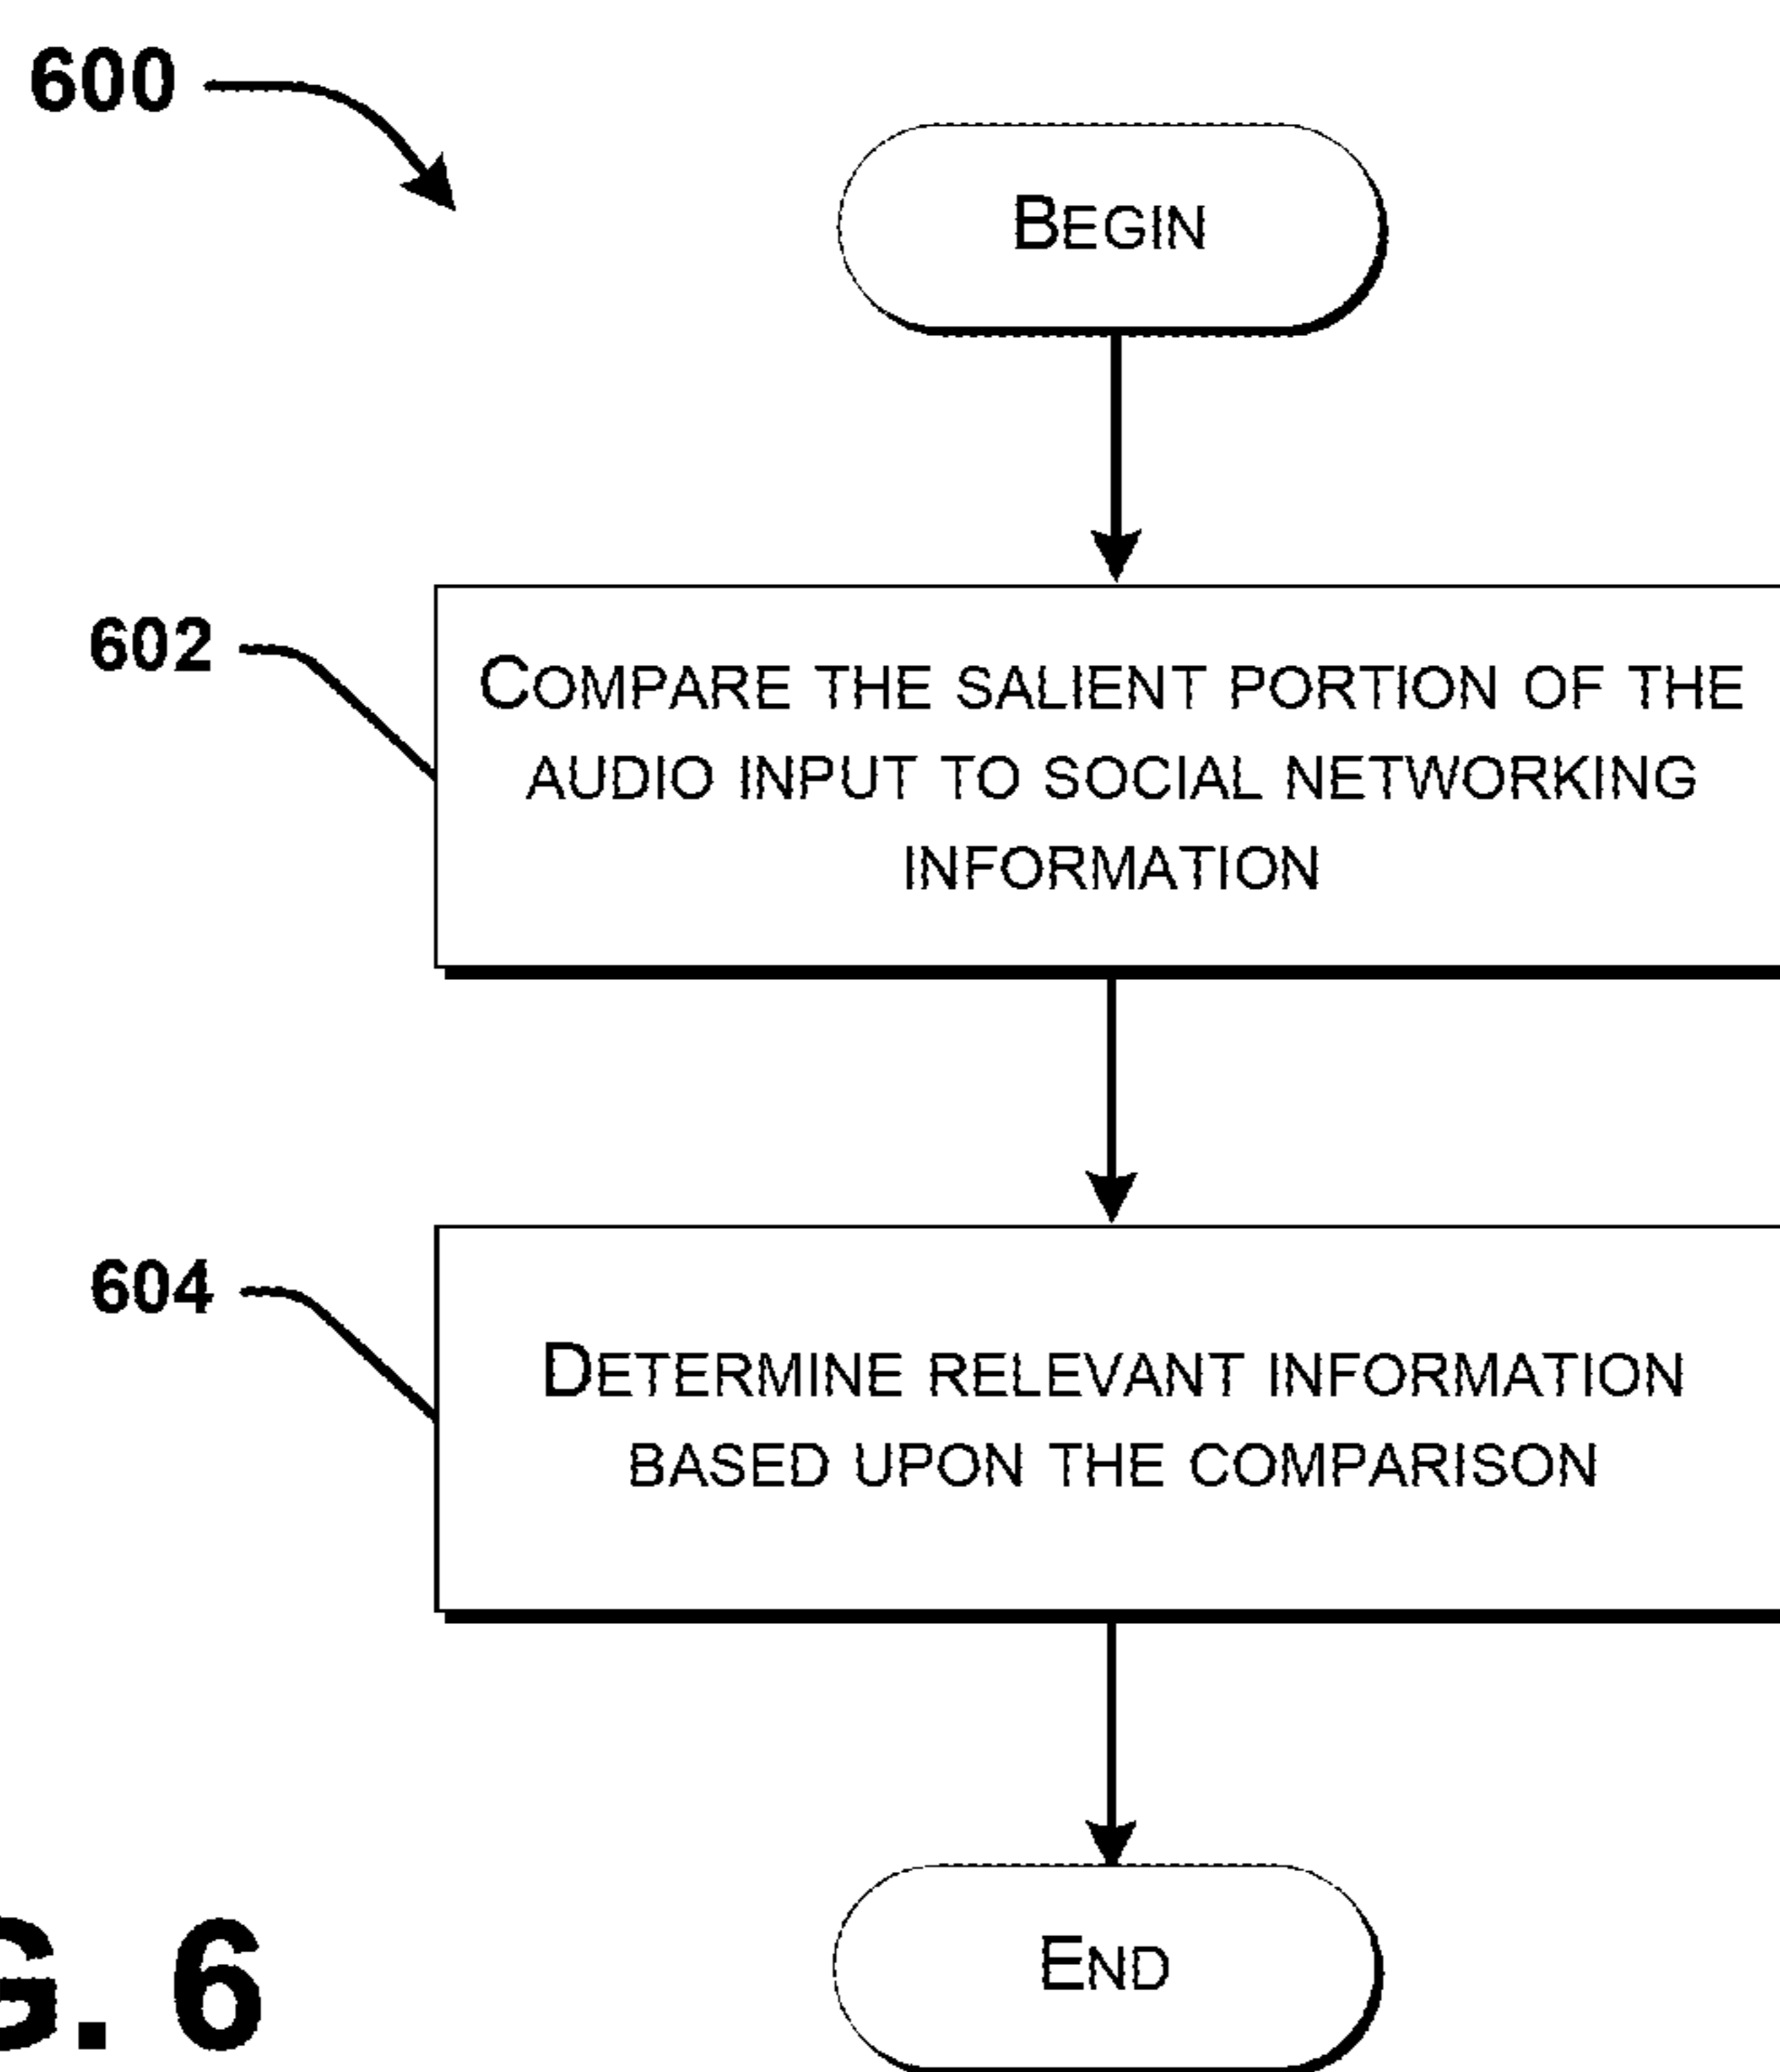 600
BEGIN
602
COMPARE THE SALIENT PORTION OF THE
AUDIO INPUT TO SOCIAL NETWORKING
INFORMATION
604
DETERMINE RELEVANT INFORMATION
BASED UPON THE COMPARISON
END
G. 6